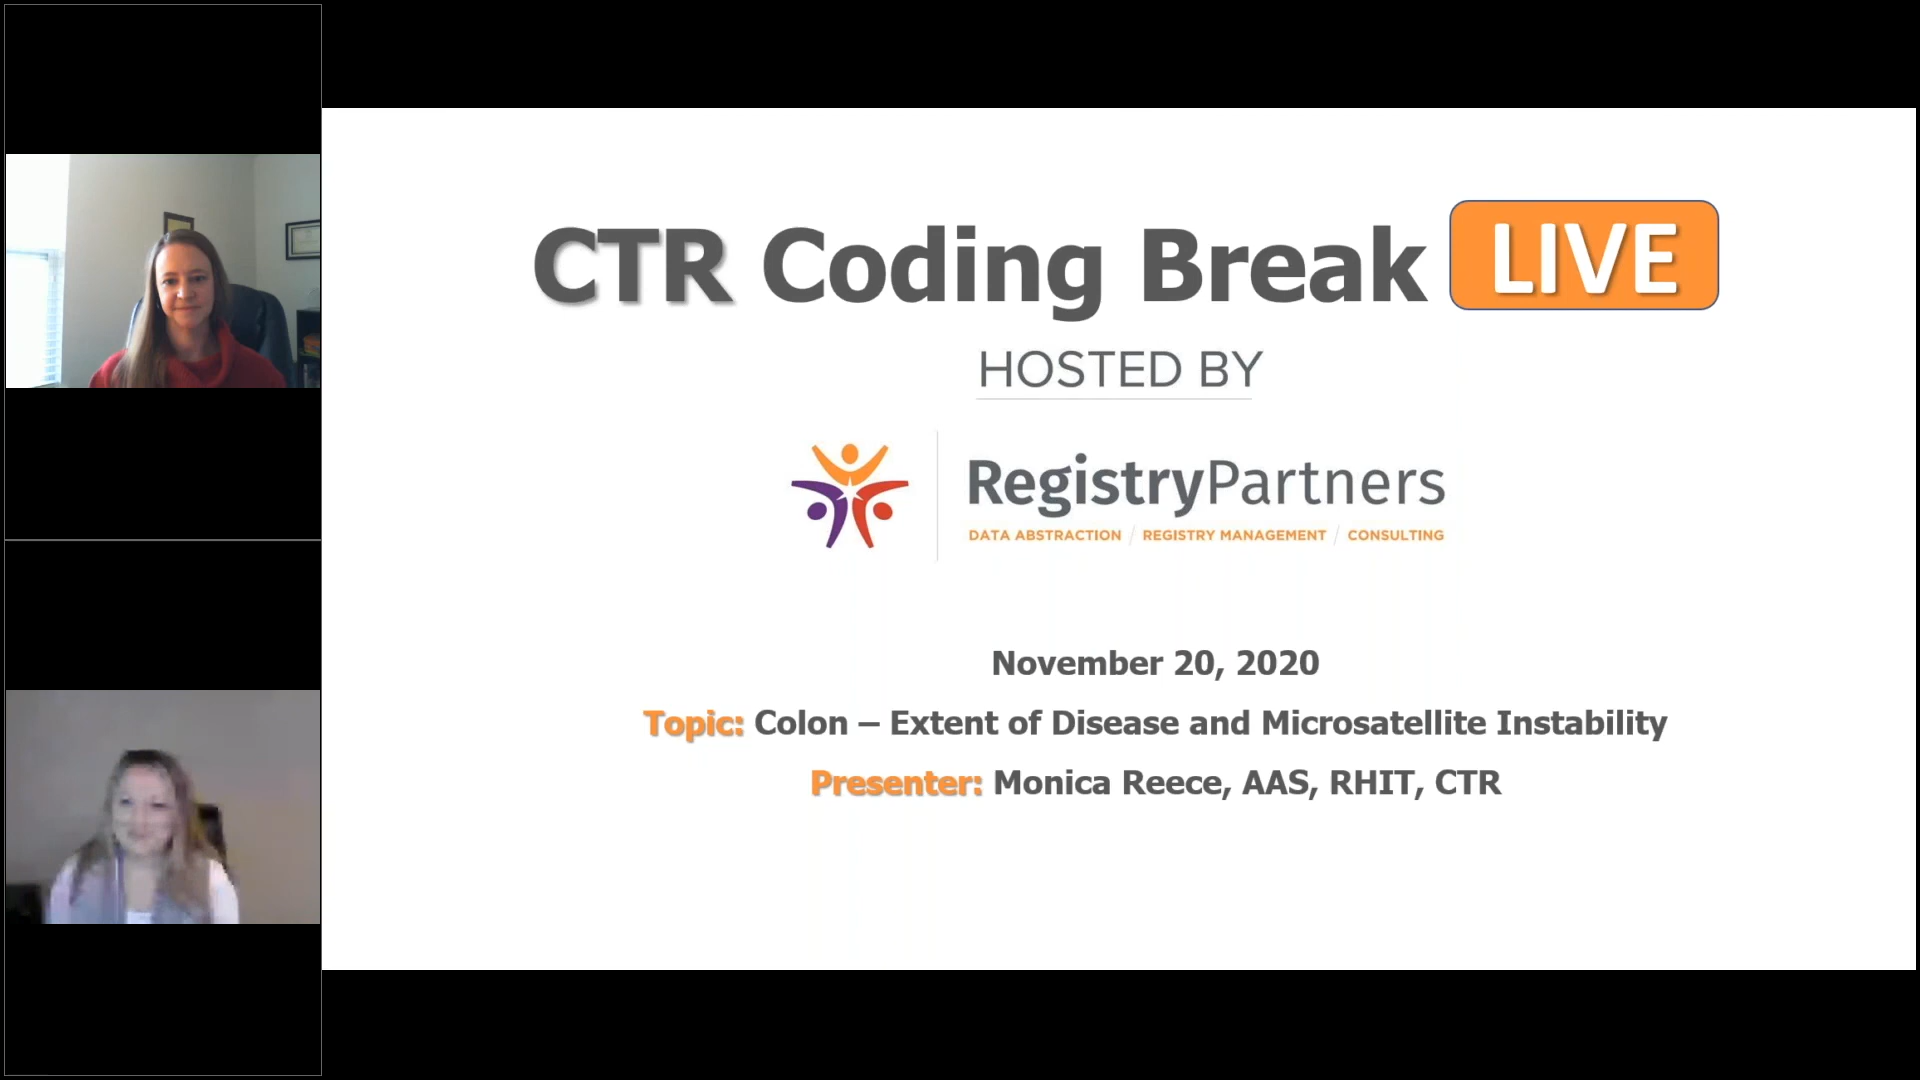 CTR Coding Break LIVE
HOSTED BY
RegistryPartners
DATA ABSTRACTION / REGISTRY MANAGEMENT / CONSULTING
November 20, 2020
Topic: Colon – Extent of Disease and Microsatellite Instability
Presenter: Monica Reece, AAS, RHIT, CTR